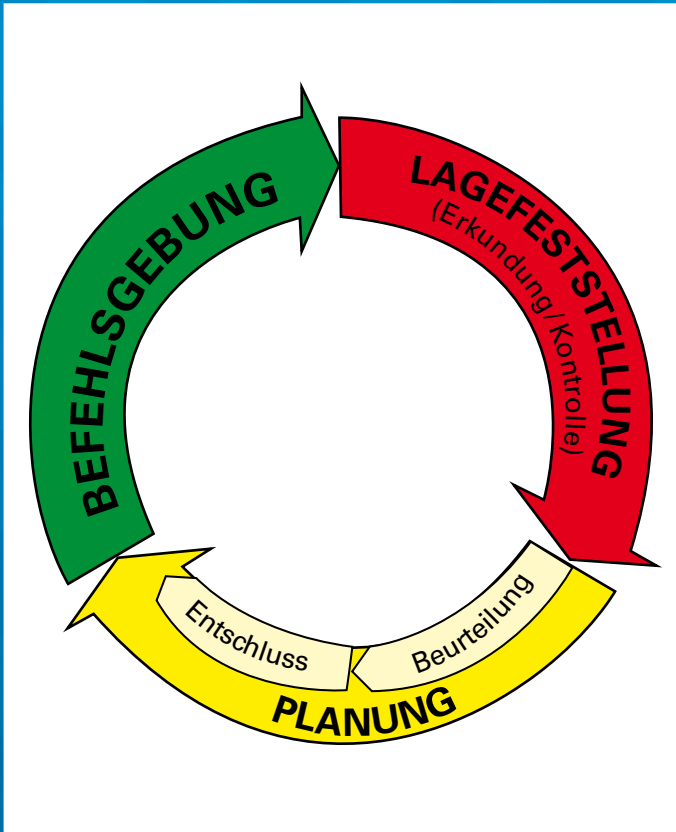 LAGEFESTSTELLUNG
(Erkundung/Kontrolle)
Beurteilung
Entschluss
PLANUNG
BEFEHLSGEBUNG